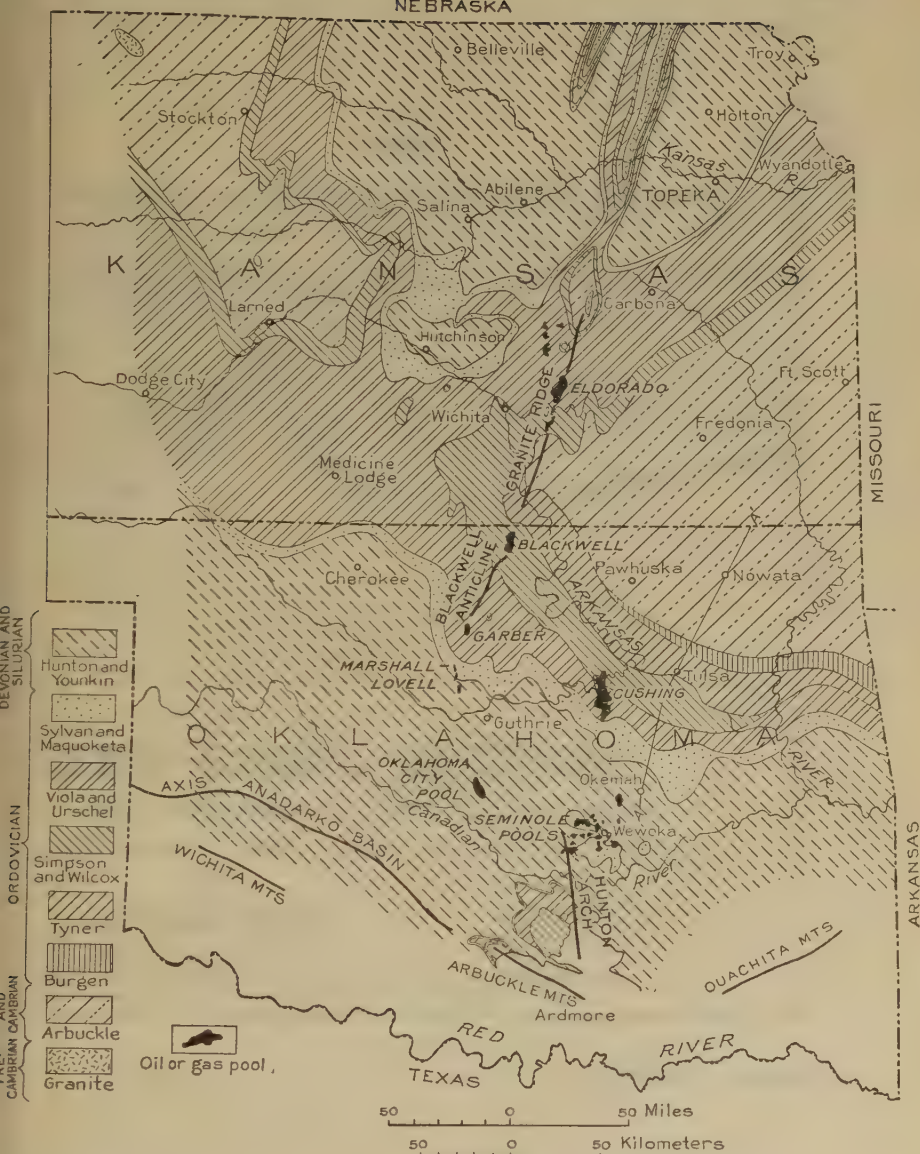 NEBRASKA
Belleville
Troy
Stockton
Holton
Kansas
R.
Wyandotte
Abilene
TOPEKA
Salina
K A N S A S
Larned
Carbona
Hutchinson
Dodge City
ELDORADO
Ft. Scott
Wichita
GRANITE RIDGE
Fredonia
MISSOURI
Medicine
Lodge
BLACKWELL
BLACKWELL
ANTICLINE
Cherokee
Pawhuska
Nowata
ARKANSAS
RIVER
GARBER
MARSHALL-
LOVELL
Tulsa
CUSHING
Guthrie
O K L A H O M A
OKLAHOMA
CITY
POOL
Okemah
AXIS ANADARKO BASIN
Canadian
River
SEMINOLE
POOLS
Wewoka
WICHITA MTS
HUNTON
ARCH
ARKANSAS
OUACHITA MTS
ARBUCKLE MTS
Ardmore
RED RIVER
TEXAS
DEVONIAN AND
SILURIAN
Hunton and
Younkin
ORDOVICIAN
Sylvan and
Maquoketa
Viola and
Urschel
Simpson
and Wilcox
Tyner
Burgen
AND
CAMBRIAN
Arbuckle
PRE-
CAMBRIAN
Granite
Oil or gas pool
50 0 50 Miles
50 0 50 Kilometers